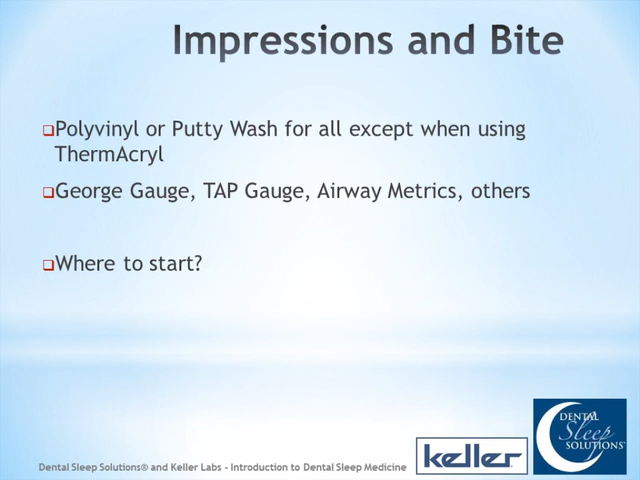 Impressions and Bite
Polyvinyl or Putty Wash for all except when using
ThermAcryl
George Gauge, TAP Gauge, Airway Metrics, others
Where to start?
Dental Sleep Solutions® and Keller Labs - Introduction to Dental Sleep Medicine
keller
DENTAL
Sleep
SOLUTIONS